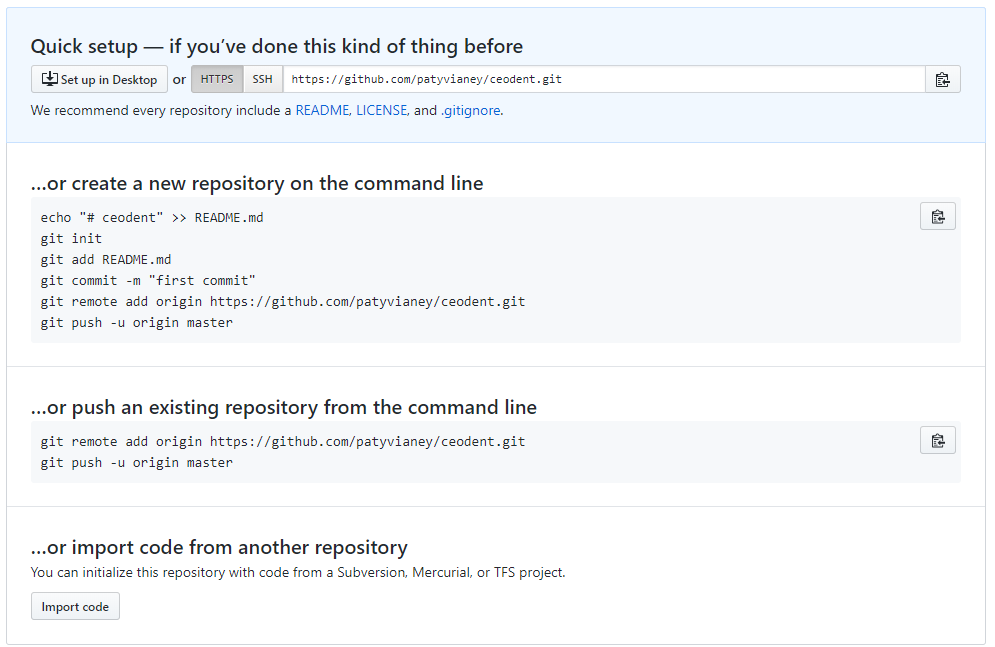 Quick setup — if you’ve done this kind of thing before
Set up in Desktop or HTTPS SSH https://github.com/patyvianey/ceodent.git
We recommend every repository include a README, LICENSE, and .gitignore.
…or create a new repository on the command line
echo "# ceodent" >> README.md
git init
git add README.md
git commit -m "first commit"
git remote add origin https://github.com/patyvianey/ceodent.git
git push -u origin master
…or push an existing repository from the command line
git remote add origin https://github.com/patyvianey/ceodent.git
git push -u origin master
…or import code from another repository
You can initialize this repository with code from a Subversion, Mercurial, or TFS project.
Import code